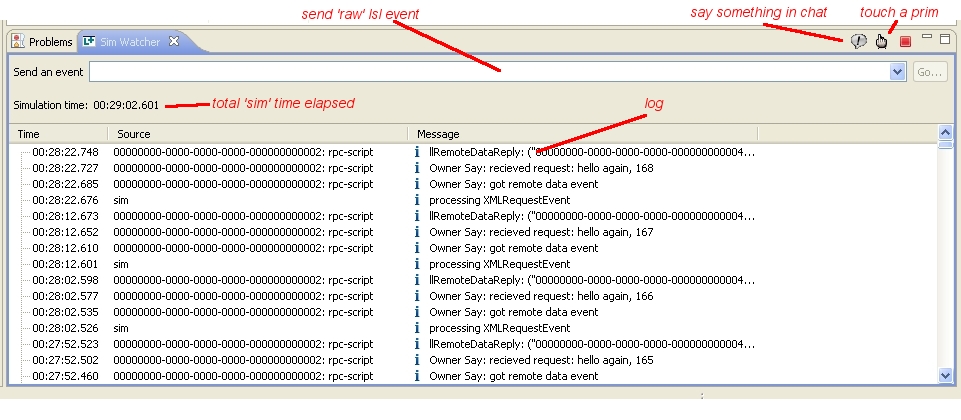 send 'raw' lsl event
say something in chat
touch a prim
Problems Sim Watcher
Send an event Go...
Simulation time: 00:29:02.601 total 'sim' time elapsed
log
Time Source Message
00:28:22.748 00000000-0000-0000-0000-000000000002: rpc-script llRemoteDataReply: ("00000000-0000-0000-0000-000000000004...
00:28:22.727 00000000-0000-0000-0000-000000000002: rpc-script Owner Say: recieved request: hello again, 168
00:28:22.685 00000000-0000-0000-0000-000000000002: rpc-script Owner Say: got remote data event
00:28:22.676 sim processing XMLRequestEvent
00:28:12.673 00000000-0000-0000-0000-000000000002: rpc-script llRemoteDataReply: ("00000000-0000-0000-0000-000000000004...
00:28:12.652 00000000-0000-0000-0000-000000000002: rpc-script Owner Say: recieved request: hello again, 167
00:28:12.610 00000000-0000-0000-0000-000000000002: rpc-script Owner Say: got remote data event
00:28:12.601 sim processing XMLRequestEvent
00:28:02.598 00000000-0000-0000-0000-000000000002: rpc-script llRemoteDataReply: ("00000000-0000-0000-0000-000000000004...
00:28:02.577 00000000-0000-0000-0000-000000000002: rpc-script Owner Say: recieved request: hello again, 166
00:28:02.535 00000000-0000-0000-0000-000000000002: rpc-script Owner Say: got remote data event
00:28:02.526 sim processing XMLRequestEvent
00:27:52.523 00000000-0000-0000-0000-000000000002: rpc-script llRemoteDataReply: ("00000000-0000-0000-0000-000000000004...
00:27:52.502 00000000-0000-0000-0000-000000000002: rpc-script Owner Say: recieved request: hello again, 165
00:27:52.460 00000000-0000-0000-0000-000000000002: rpc-script Owner Say: got remote data event